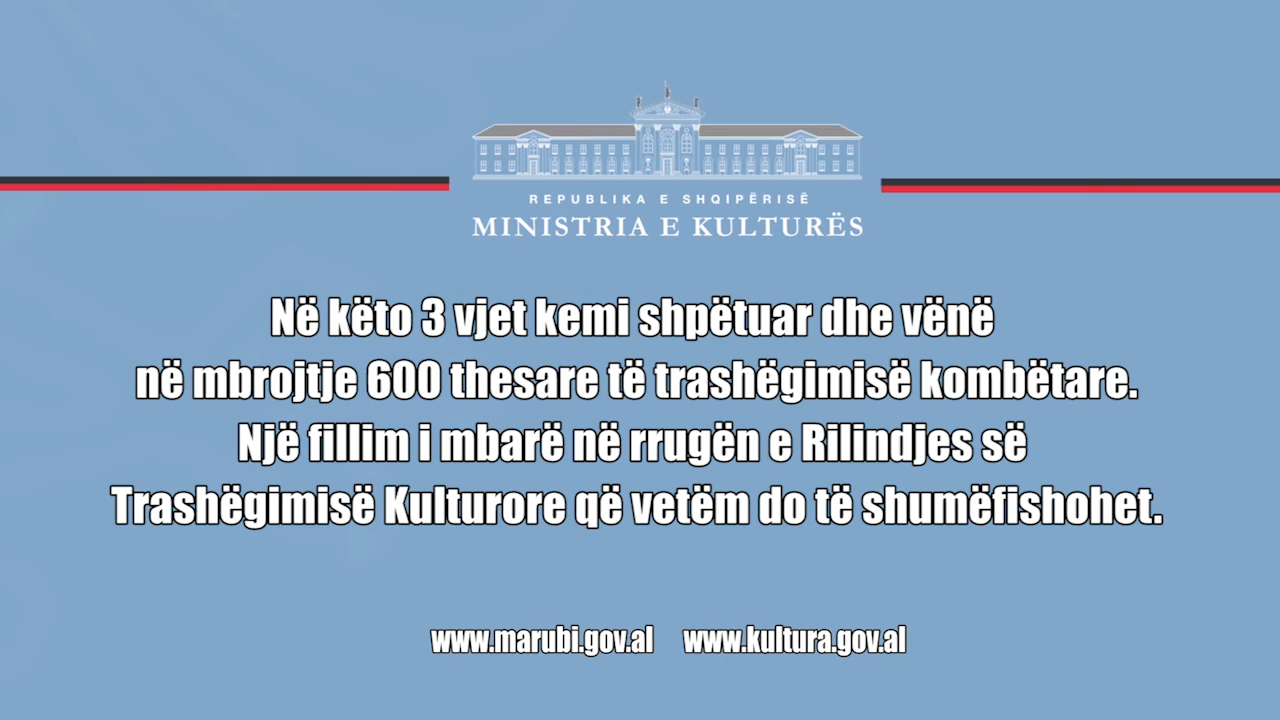 REPUBLIKA E SHQIPËRISË
MINISTRIA E KULTURËS
Në këto 3 vjet kemi shpëtuar dhe vënë
në mbrojtje 600 thesare të trashëgimisë kombëtare.
Një fillim i mbarë në rrugën e Rilindjes së
Trashëgimisë Kulturore që vetëm do të shumëfishohet.
www.marubi.gov.al www.kultura.gov.al